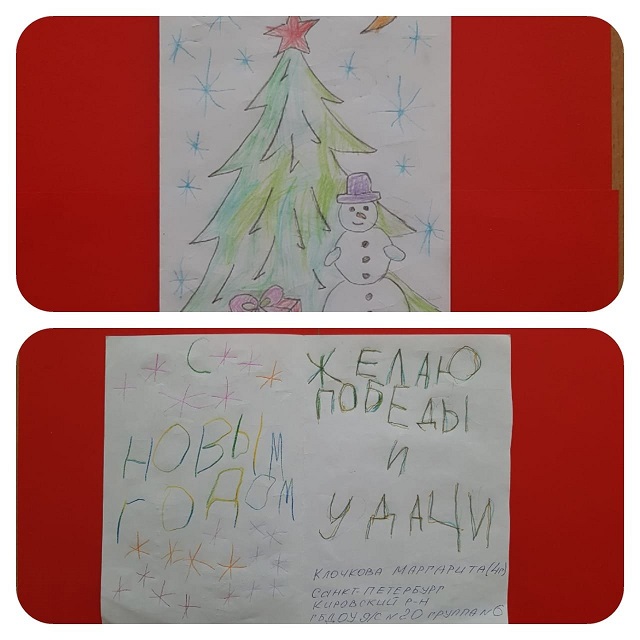 С
НОВЫМ
ГОДОМ
ЖЕЛАЮ
ПОБЕДЫ
И
УДАЧИ
КЛОЧКОВА МАРГАРИТА (4г)
САНКТ-ПЕТЕРБУРГ
КИРОВСКИЙ Р-Н
ГБДОУ Д/С №20 ГРУППА №6